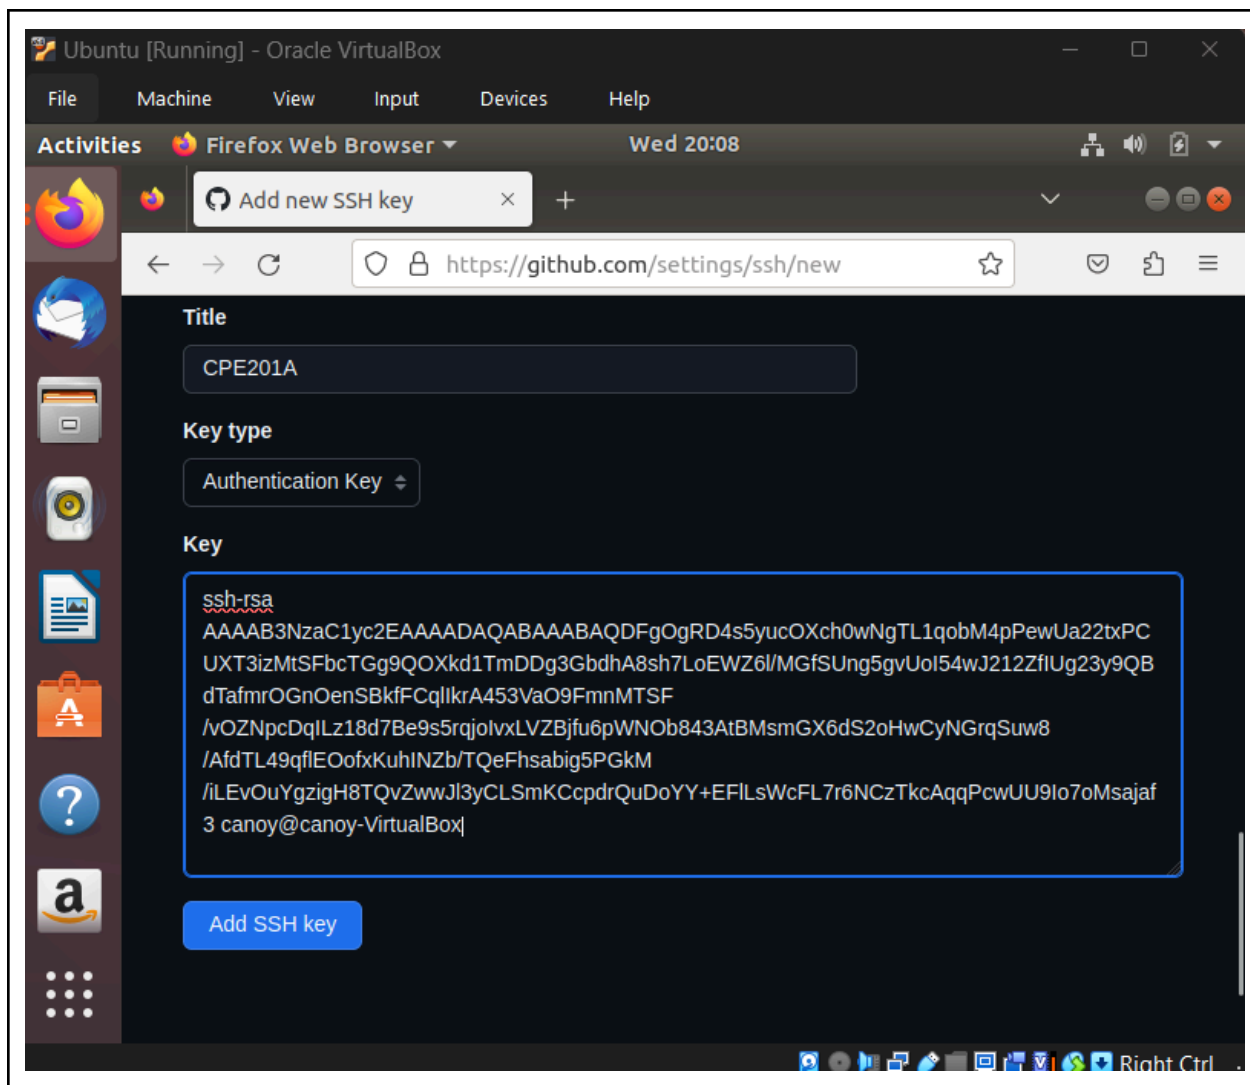 Ubuntu [Running] - Oracle VirtualBox
File Machine View Input Devices Help
Activities Firefox Web Browser Wed 20:08
Add new SSH key
https://github.com/settings/ssh/new
Title
CPE201A
Key type
Authentication Key
Key
ssh-rsa
AAAAB3NzaC1yc2EAAAADAQABAAABAQDFgOgRD4s5yucOXch0wNgTL1qobM4pPewUa22txPC
UXT3izMtSFbcTGg9QOXkd1TmDDg3GbdhA8sh7LoEWZ6l/MGfSUng5gvUoI54wJ212ZfIUg23y9QB
dTafmrOGnOenSBkfFCqlIkrA453VaO9FmnMTSF
/vOZNpcDqILz18d7Be9s5rqjoIvxLVZBjfu6pWNOb843AtBMsmGX6dS2oHwCyNGrqSuw8
/AfdTL49qflEOofxKuhINZb/TQeFhsabig5PGkM
/iLEvOuYgzigH8TQvZwwJl3yCLSmKCcpdrQuDoYY+EFlLsWcFL7r6NCzTkcAqqPcwUU9Io7oMsajaf
3 canoy@canoy-VirtualBox
Add SSH key
Right Ctrl